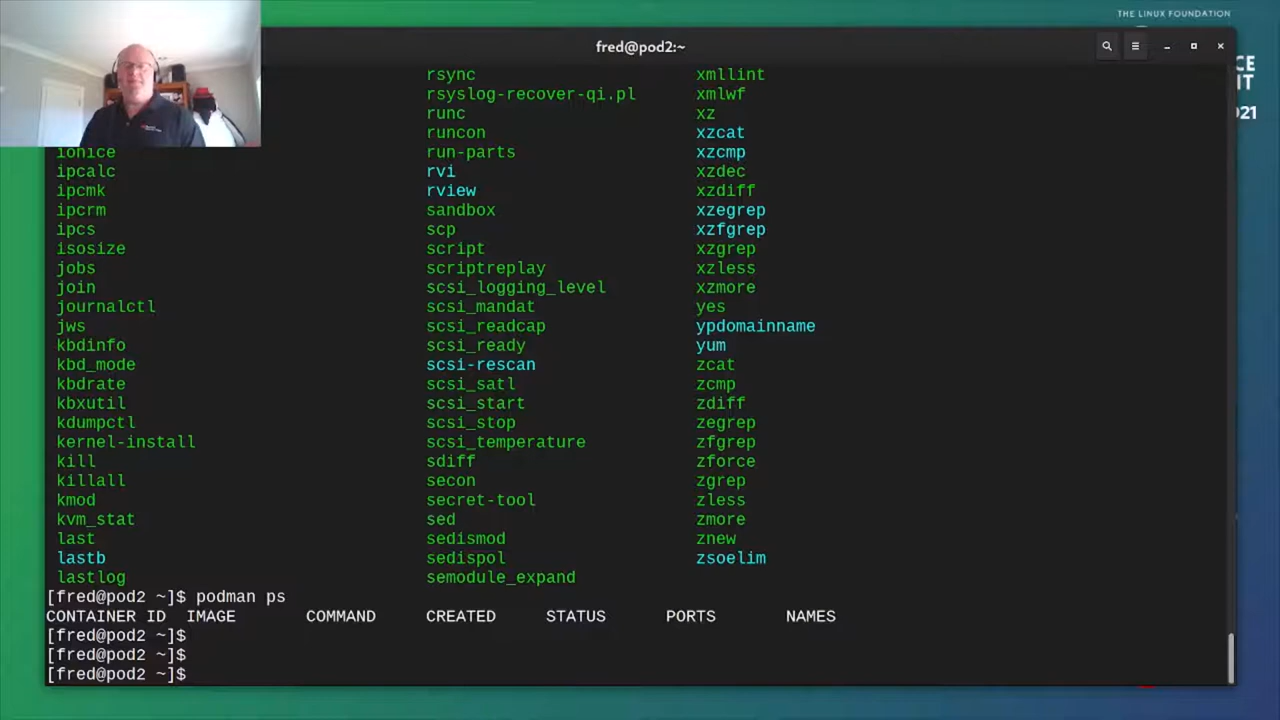 THE LINUX FOUNDATION
fred@pod2:~
CE
IT
021
rsync xmllint
rsyslog-recover-qi.pl xmlwf
runc xz
runcon xzcat
ionice run-parts xzcmp
ipcalc rvi xzdec
ipcmk rview xzdiff
ipcrm sandbox xzegrep
ipcs scp xzfgrep
isosize script xzgrep
jobs scriptreplay xzless
join scsi_logging_level xzmore
journalctl scsi_mandat yes
jws scsi_readcap ypdomainname
kbdinfo scsi_ready yum
kbd_mode scsi-rescan zcat
kbdrate scsi_satl zcmp
kbxutil scsi_start zdiff
kdumpctl scsi_stop zegrep
kernel-install scsi_temperature zfgrep
kill sdiff zforce
killall secon zgrep
kmod secret-tool zless
kvm_stat sed zmore
last sedismod znew
lastb sedispol zsoelim
lastlog semodule_expand
[fred@pod2 ~]$ podman ps
CONTAINER ID IMAGE COMMAND CREATED STATUS PORTS NAMES
[fred@pod2 ~]$
[fred@pod2 ~]$
[fred@pod2 ~]$